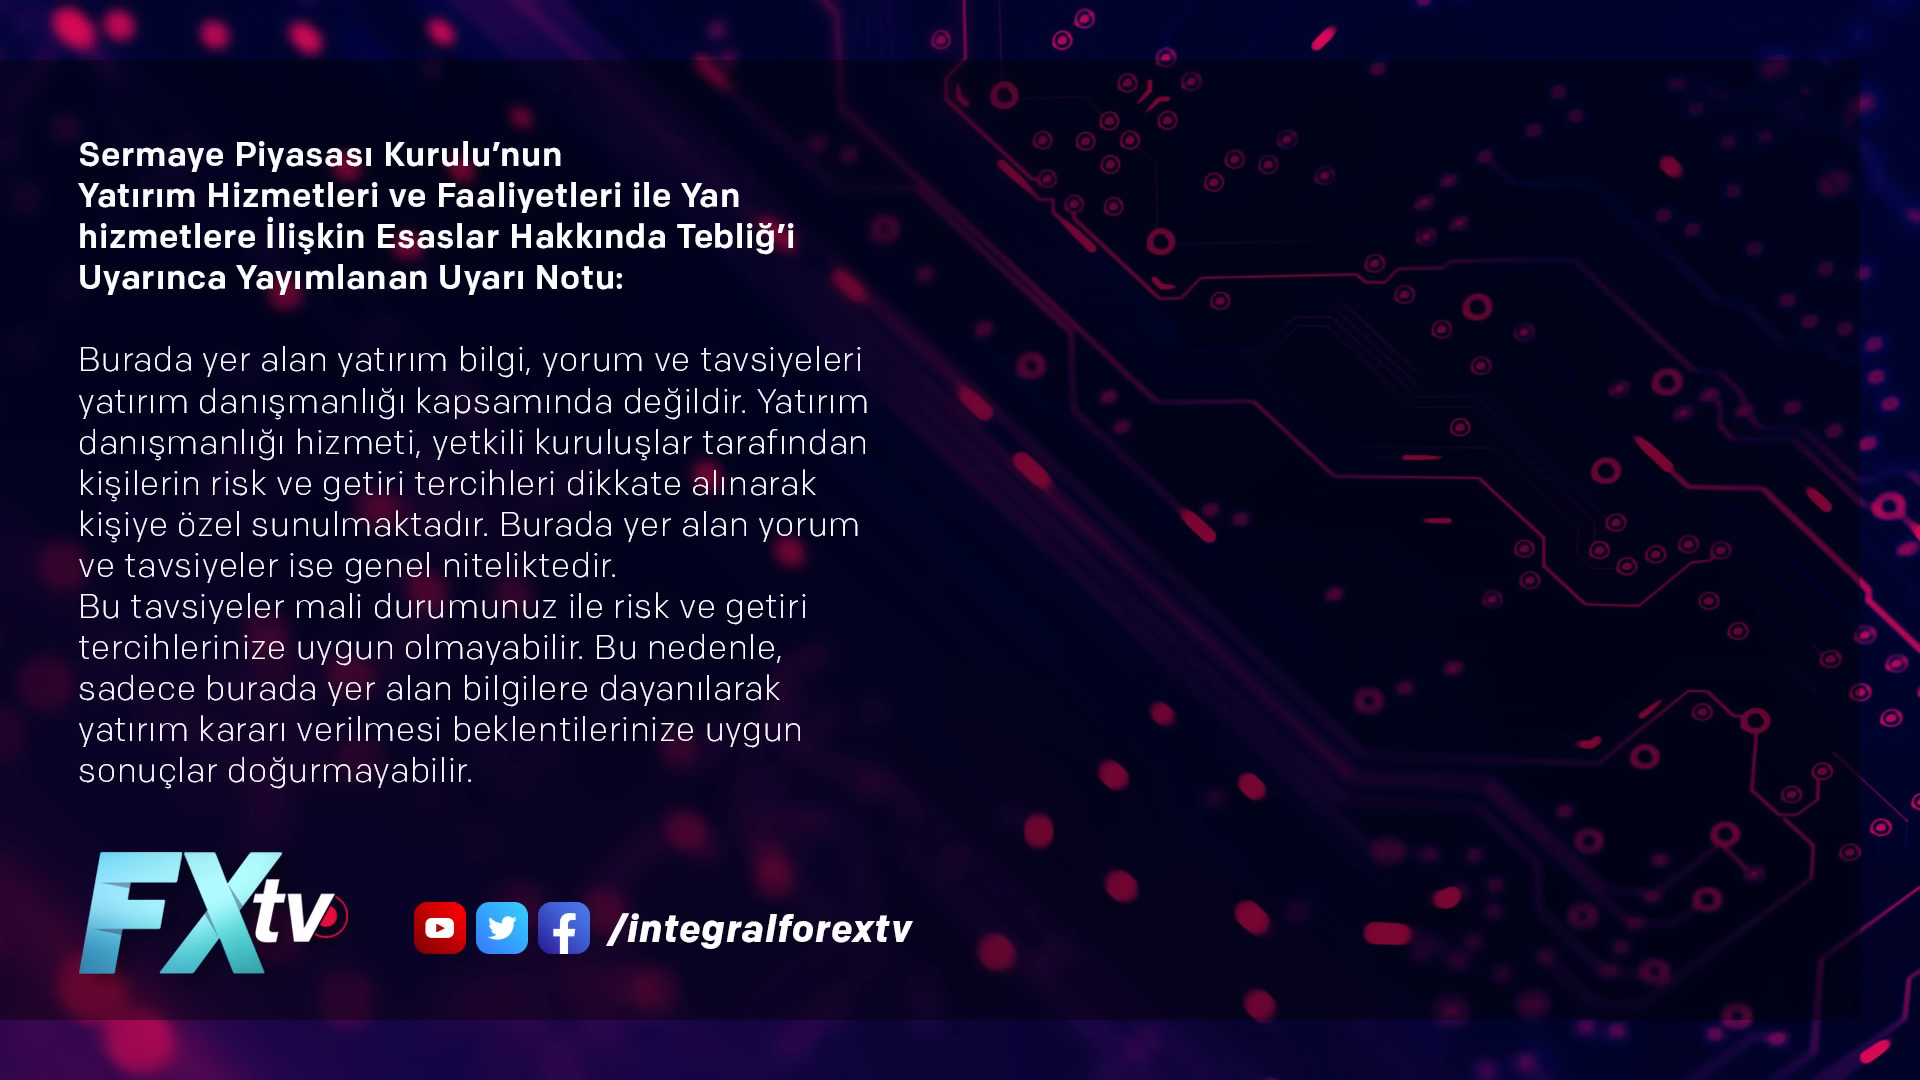 Sermaye Piyasası Kurulu’nun
Yatırım Hizmetleri ve Faaliyetleri ile Yan
hizmetlere İlişkin Esaslar Hakkında Tebliğ’i
Uyarınca Yayımlanan Uyarı Notu:
Burada yer alan yatırım bilgi, yorum ve tavsiyeleri
yatırım danışmanlığı kapsamında değildir. Yatırım
danışmanlığı hizmeti, yetkili kuruluşlar tarafından
kişilerin risk ve getiri tercihleri dikkate alınarak
kişiye özel sunulmaktadır. Burada yer alan yorum
ve tavsiyeler ise genel niteliktedir.
Bu tavsiyeler mali durumunuz ile risk ve getiri
tercihlerinize uygun olmayabilir. Bu nedenle,
sadece burada yer alan bilgilere dayanılarak
yatırım kararı verilmesi beklentilerinize uygun
sonuçlar doğurmayabilir.
FXtv
/integralforextv